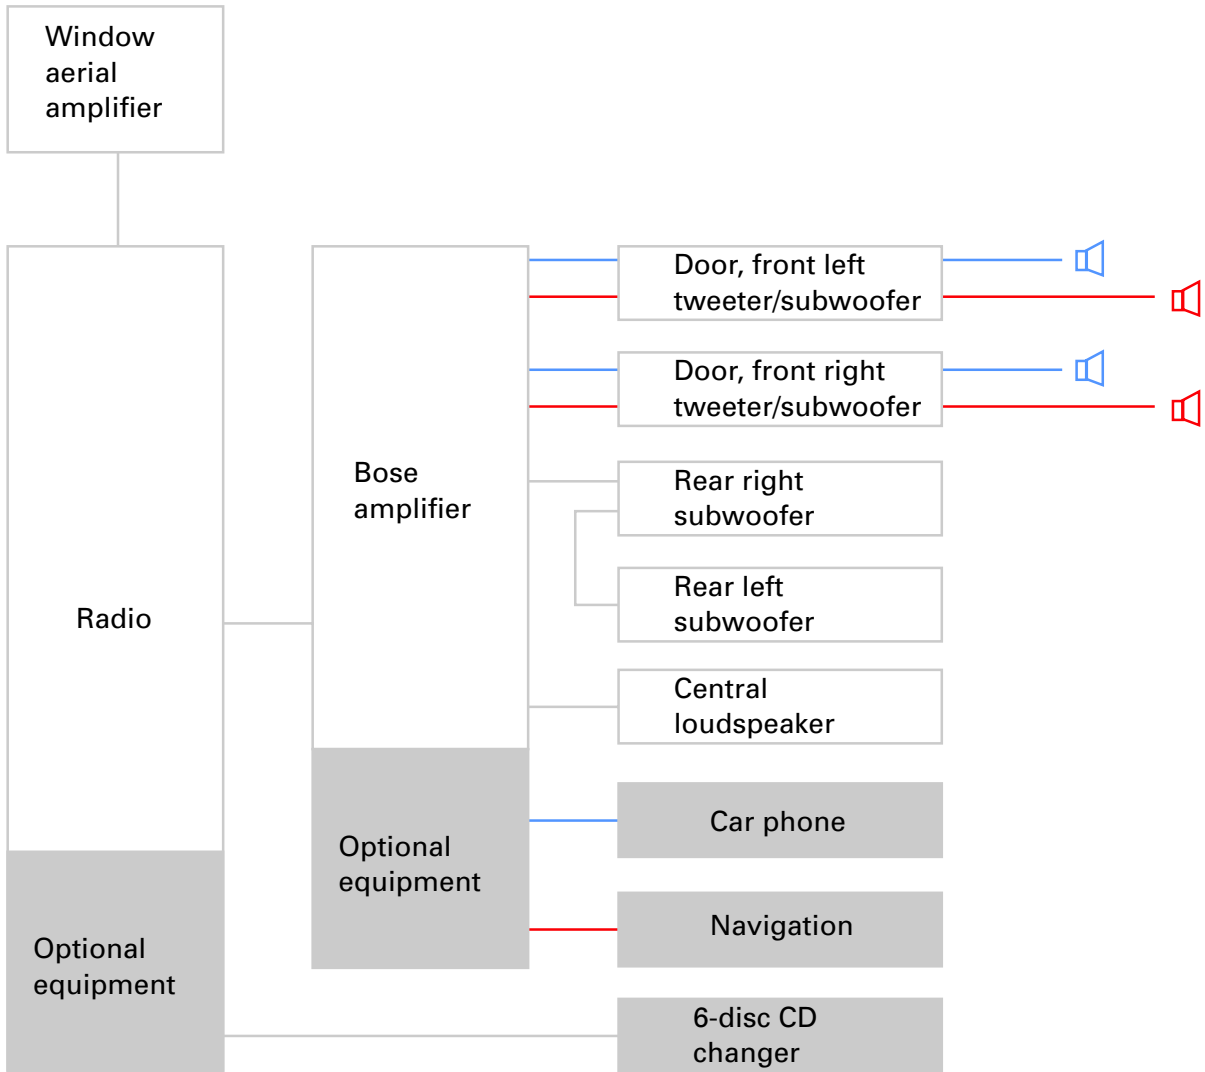 Window
aerial
amplifier
Door, front left
tweeter/subwoofer
Door, front right
tweeter/subwoofer
Bose
amplifier
Rear right
subwoofer
Radio
Rear left
subwoofer
Central
loudspeaker
Optional
equipment
Car phone
Navigation
Optional
equipment
6-disc CD
changer